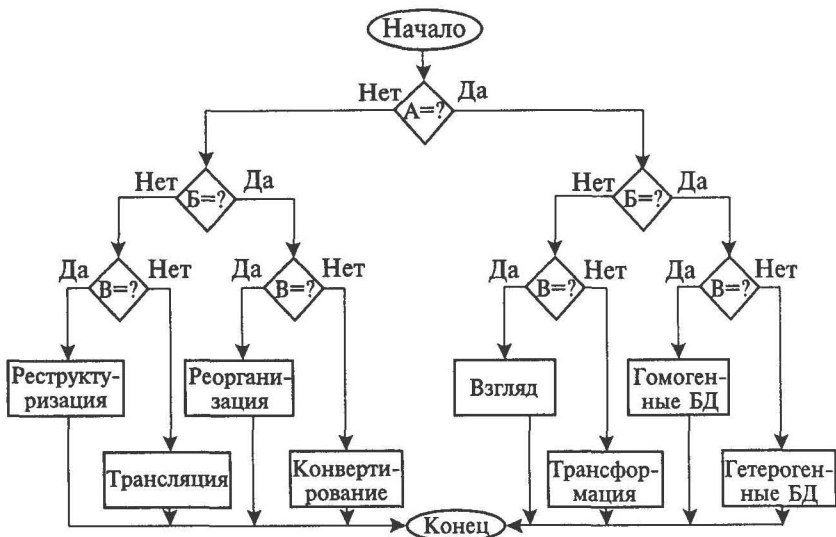 Начало
Нет
Да
А=?
Нет
Да
Нет
Да
Б=?
Б=?
Да
Нет
Да
Нет
Да
Нет
Да
Нет
В=?
В=?
В=?
В=?
Реструкту-
ризация
Реоргани-
зация
Взгляд
Гомоген-
ные БД
Трансляция
Конверти-
рование
Трансфор-
мация
Гетероген-
ные БД
Конец